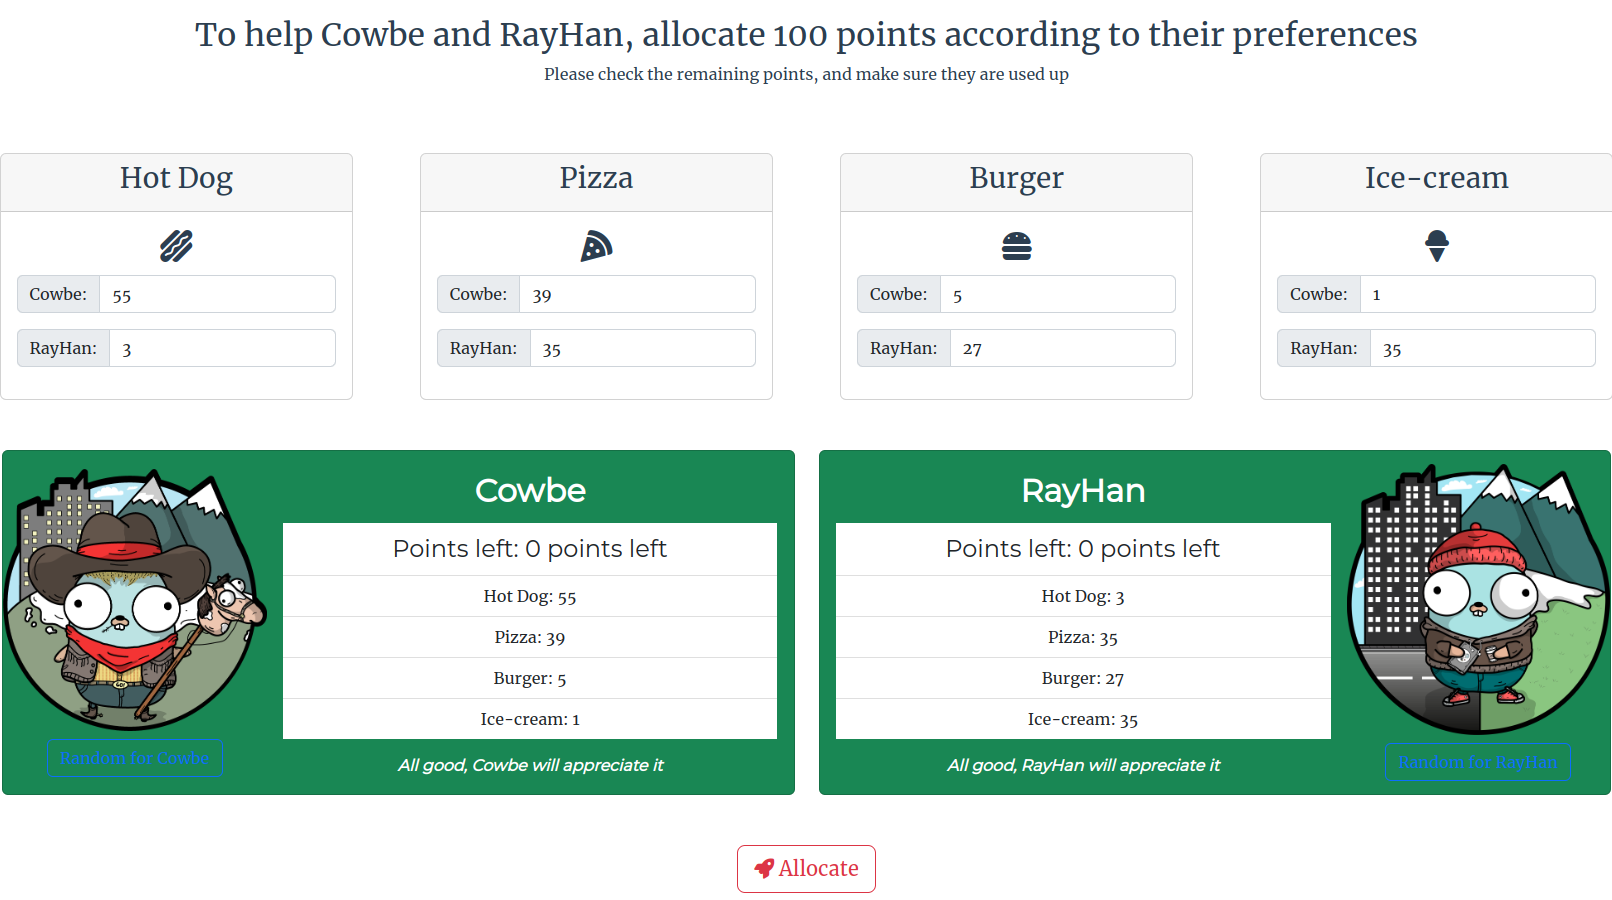 To help Cowbe and RayHan, allocate 100 points according to their preferences
Please check the remaining points, and make sure they are used up
Hot Dog
Cowbe: 55
RayHan: 3
Pizza
Cowbe: 39
RayHan: 35
Burger
Cowbe: 5
RayHan: 27
Ice-cream
Cowbe: 1
RayHan: 35
Cowbe
Points left: 0 points left
Hot Dog: 55
Pizza: 39
Burger: 5
Ice-cream: 1
All good, Cowbe will appreciate it
GO!
Random for Cowbe
RayHan
Points left: 0 points left
Hot Dog: 3
Pizza: 35
Burger: 27
Ice-cream: 35
All good, RayHan will appreciate it
Random for RayHan
Allocate